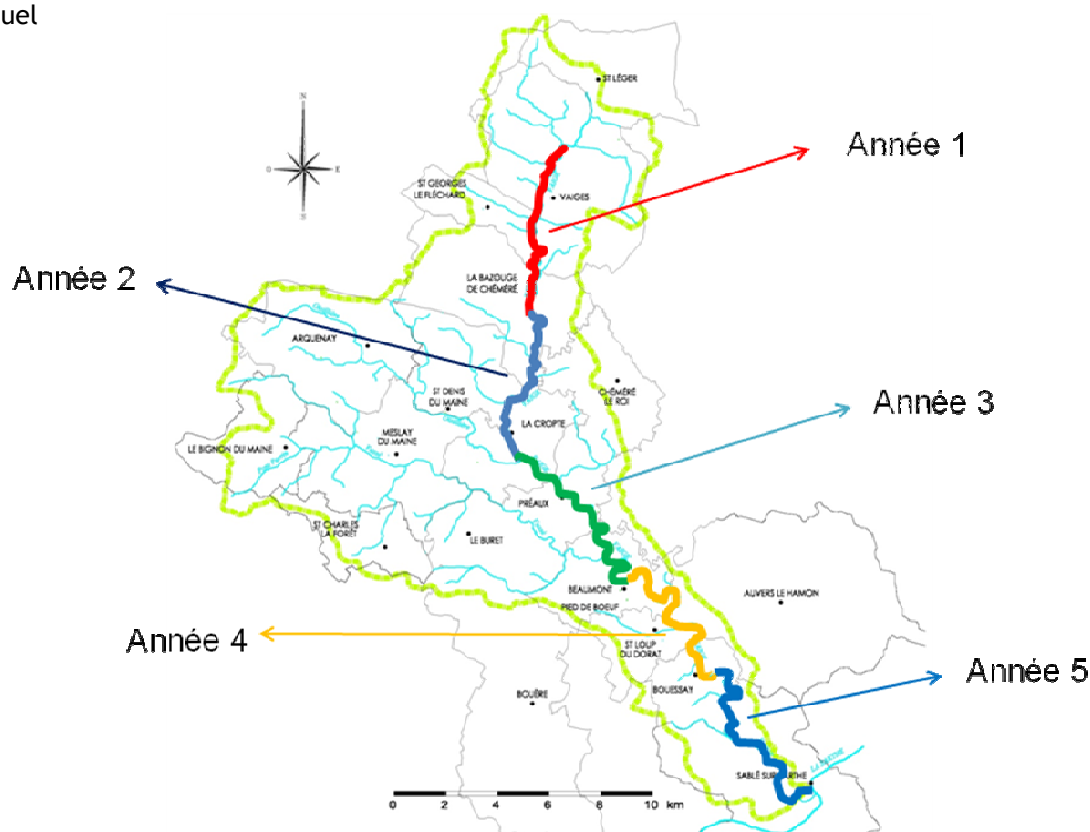 uel
N
ST LÉGER
Année 1
O
E
ST GEORGES
LE FLÉCHARD
VAIGES
Année 2
LA BAZOUGE
DE CHÉMÉRÉ
ARQUENAY
CHÉMÉRÉ
LE ROI
ST DENIS
DU MAINE
Année 3
LA CROPTE
MESLAY
DU MAINE
LE BIGNON DU MAINE
PRÉAUX
ST CHARLES
LA FORÊT
LE BURET
BEAUMONT
PIED DE BOEUF
AUVERS LE HAMON
Année 4
ST LOUP
DU DORAT
Année 5
BOUESSAY
BOUÈRE
LA SARTHE
SABLÉ SUR SARTHE
0 2 4 6 8 10 km